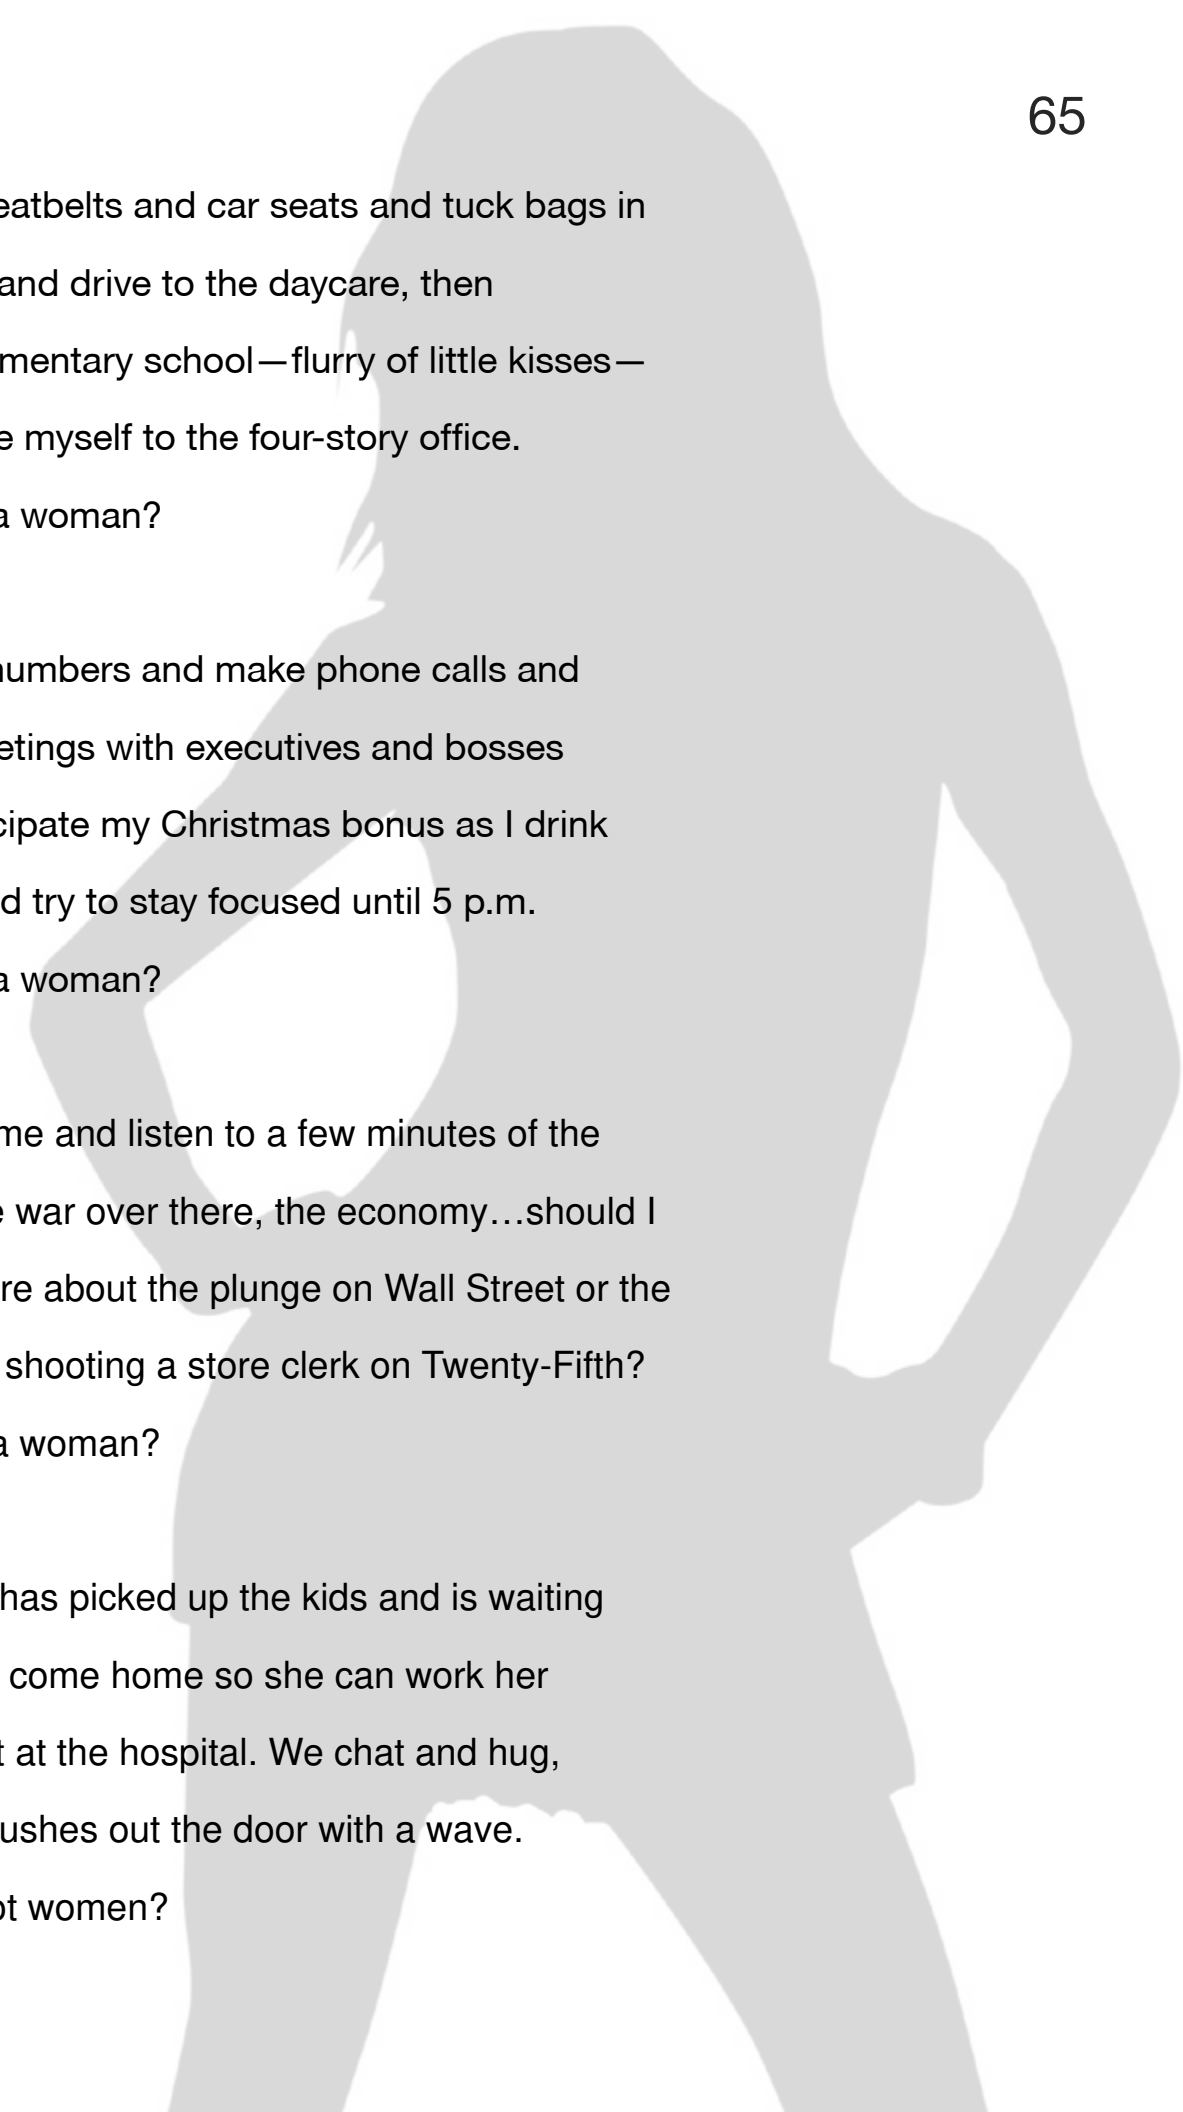 65
eatbelts and car seats and tuck bags in
and drive to the daycare, then
mentary school—flurry of little kisses—
e myself to the four-story office.
a woman?
numbers and make phone calls and
etings with executives and bosses
cipate my Christmas bonus as I drink
d try to stay focused until 5 p.m.
a woman?
me and listen to a few minutes of the
e war over there, the economy…should I
re about the plunge on Wall Street or the
shooting a store clerk on Twenty-Fifth?
a woman?
has picked up the kids and is waiting
come home so she can work her
t at the hospital. We chat and hug,
ushes out the door with a wave.
ot women?